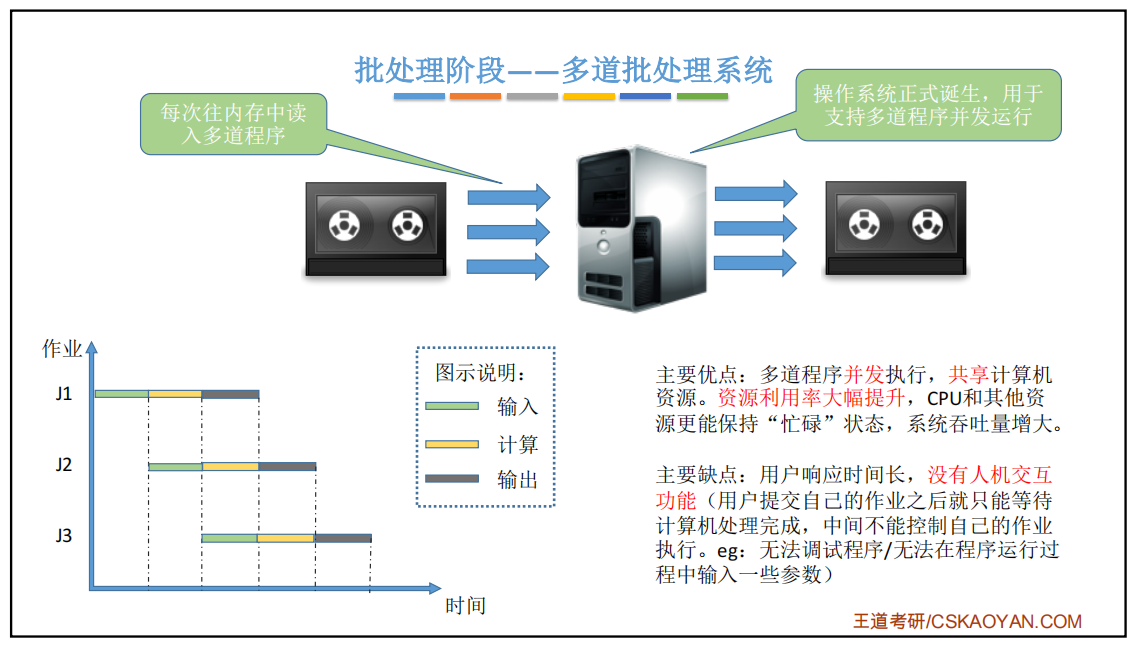 批处理阶段——多道批处理系统
每次往内存中读
入多道程序
操作系统正式诞生，用于
支持多道程序并发运行
作业
J1
J2
J3
时间
图示说明：
输入
计算
输出
主要优点：多道程序并发执行，共享计算机
资源。资源利用率大幅提升，CPU和其他资
源更能保持“忙碌”状态，系统吞吐量增大。
主要缺点：用户响应时间长，没有人机交互
功能（用户提交自己的作业之后就只能等待
计算机处理完成，中间不能控制自己的作业
执行。eg：无法调试程序/无法在程序运行过
程中输入一些参数）
王道考研/CSKAOYAN.COM